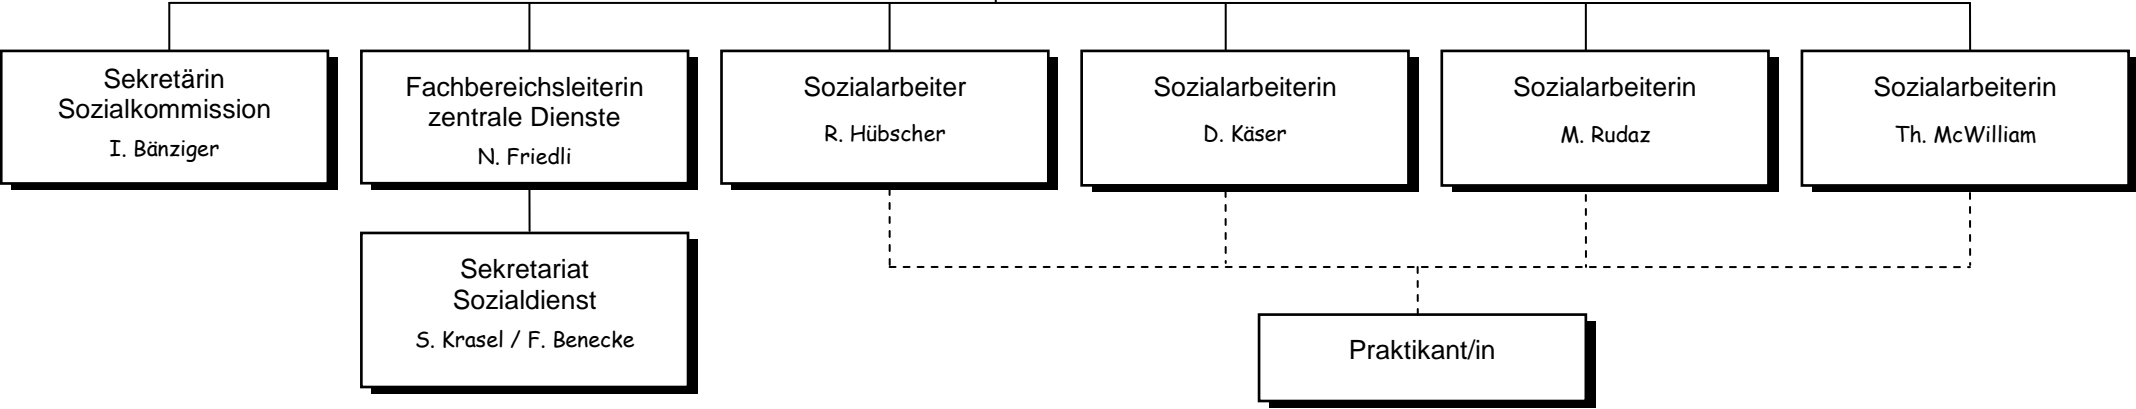 Sekretärin
Sozialkommission
I. Bänziger
Fachbereichsleiterin
zentrale Dienste
N. Friedli
Sozialarbeiter
R. Hübscher
Sozialarbeiterin
D. Käser
Sozialarbeiterin
M. Rudaz
Sozialarbeiterin
Th. McWilliam
Sekretariat
Sozialdienst
S. Krasel / F. Benecke
Praktikant/in